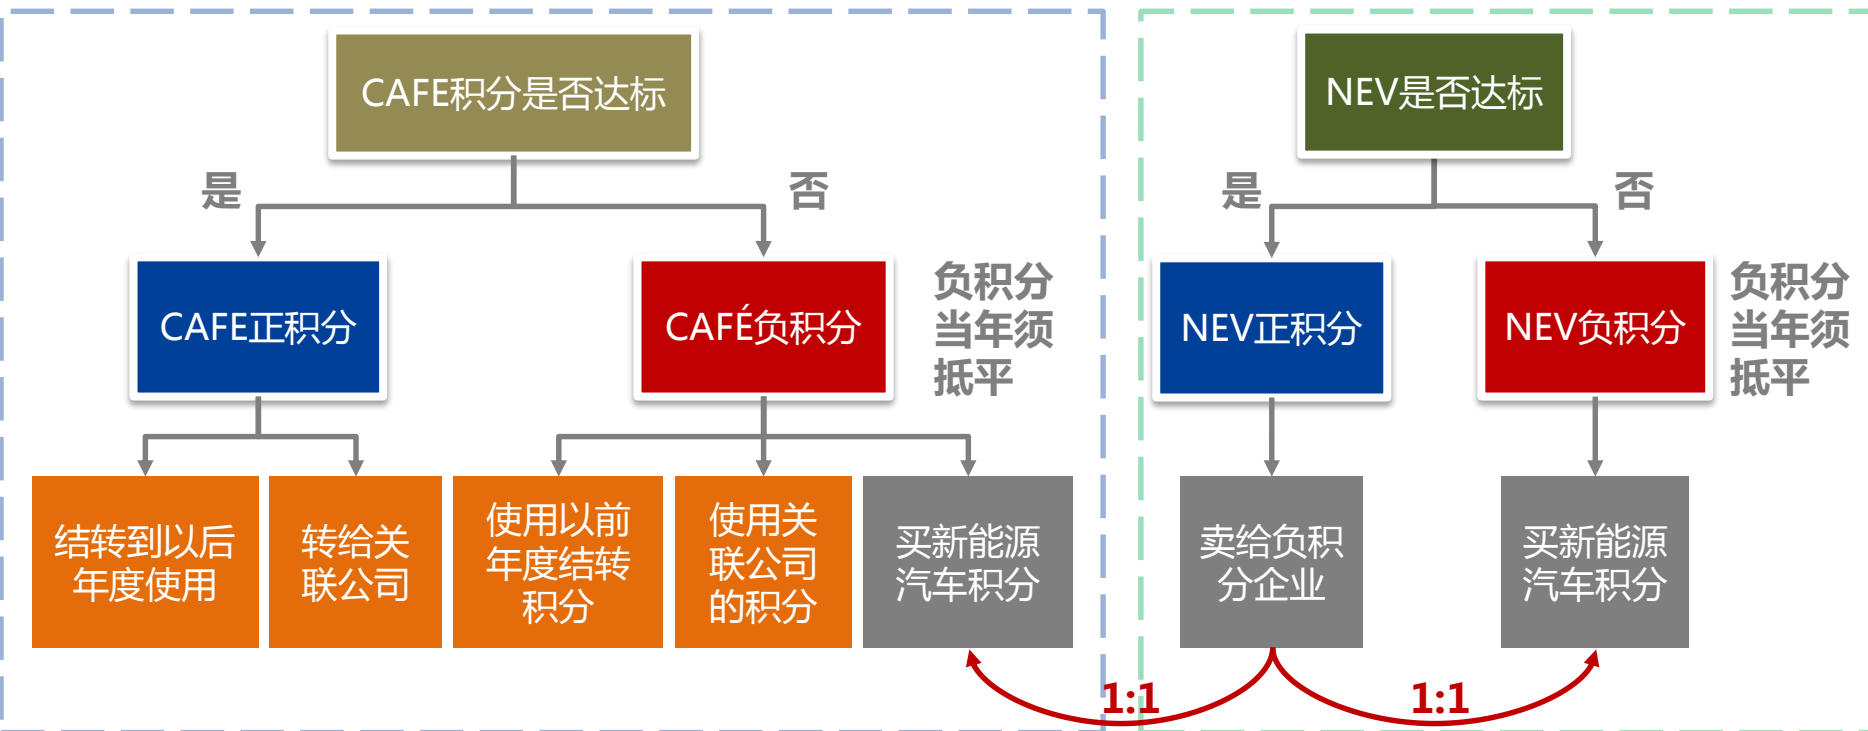 CAFE积分是否达标
NEV是否达标
是
否
是
否
CAFE正积分
CAFÉ负积分
负积分
当年须
抵平
NEV正积分
NEV负积分
负积分
当年须
抵平
结转到以后
年度使用
转给关
联公司
使用以前
年度结转
积分
使用关
联公司
的积分
买新能源
汽车积分
卖给负积
分企业
买新能源
汽车积分
1:1
1:1